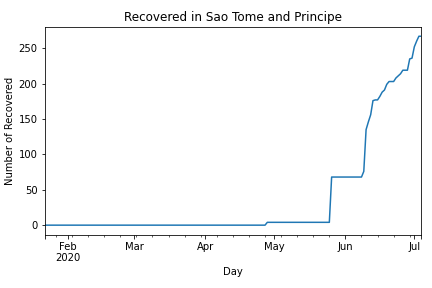 Recovered in Sao Tome and Principe
Number of Recovered
250
200
150
100
50
0
Feb
2020
Mar
Apr
May
Jun
Jul
Day